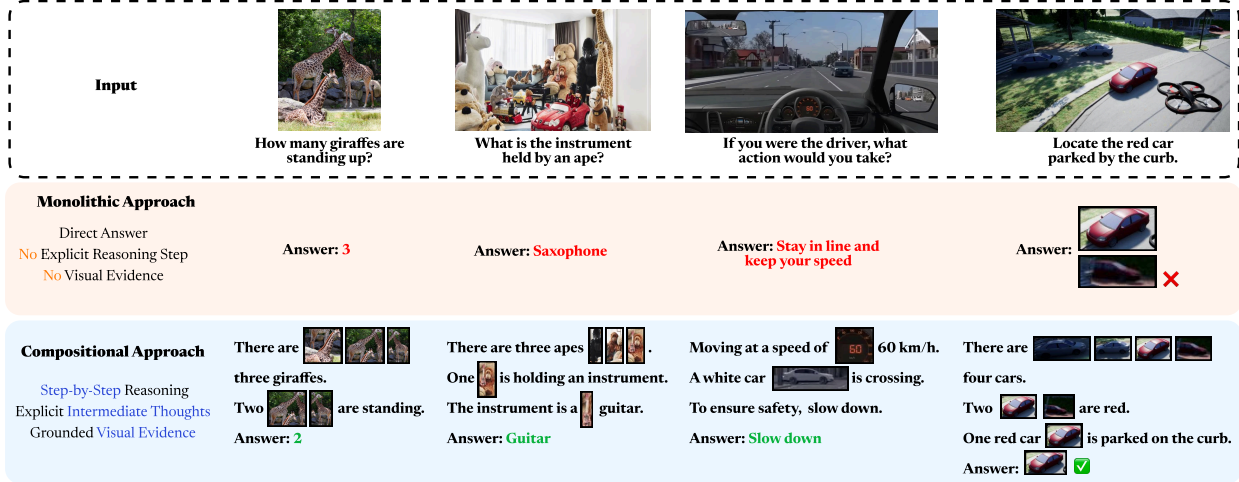 Input
How many giraffes are
standing up?
What is the instrument
held by an ape?
If you were the driver, what
action would you take?
Locate the red car
parked by the curb.
Monolithic Approach
Direct Answer
No Explicit Reasoning Step
No Visual Evidence
Answer: 3
Answer: Saxophone
Answer: Stay in line and
keep your speed
Answer:
Compositional Approach
Step-by-Step Reasoning
Explicit Intermediate Thoughts
Grounded Visual Evidence
There are
three giraffes.
Two are standing.
Answer: 2
There are three apes .
One is holding an instrument.
The instrument is a guitar.
Answer: Guitar
Moving at a speed of 60 60 km/h.
A white car is crossing.
To ensure safety, slow down.
Answer: Slow down
There are
four cars.
Two are red.
One red car is parked on the curb.
Answer: